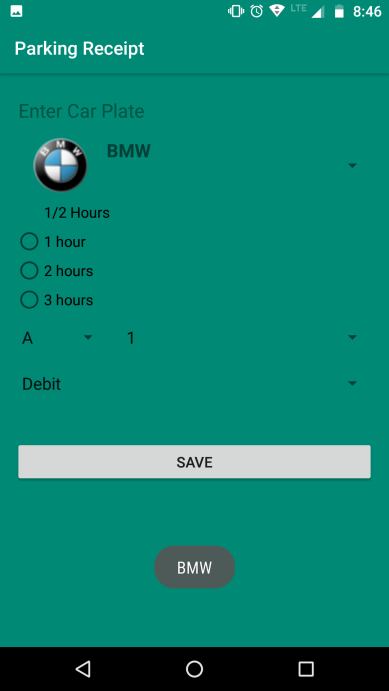 LTE 8:46
Parking Receipt
Enter Car Plate
BMW
BMW
1/2 Hours
1 hour
2 hours
3 hours
A 1
Debit
SAVE
BMW